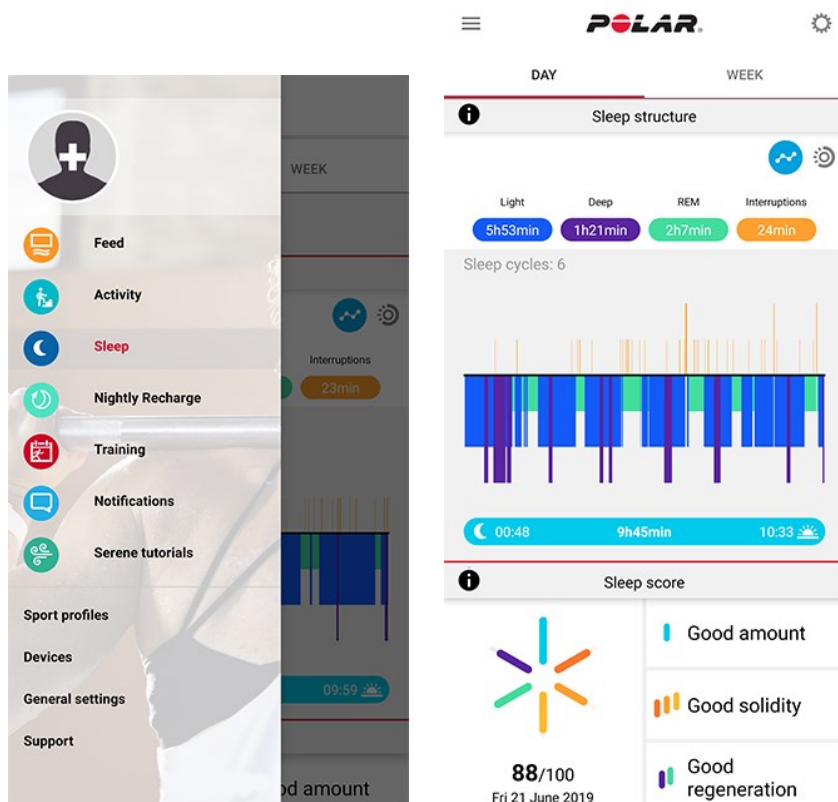 WEEK
Feed
Activity
Sleep
Interruptions
Nightly Recharge
23min
Training
Notifications
Serene tutorials
Sport profiles
Devices
General settings
09:59
Support
od amount
POLAR.
DAY WEEK
Sleep structure
Light Deep REM Interruptions
5h53min 1h21min 2h7min 24min
Sleep cycles: 6
00:48 9h45min 10:33
Sleep score
Good amount
Good solidity
88/100
Fri 21 June 2019
Good
regeneration